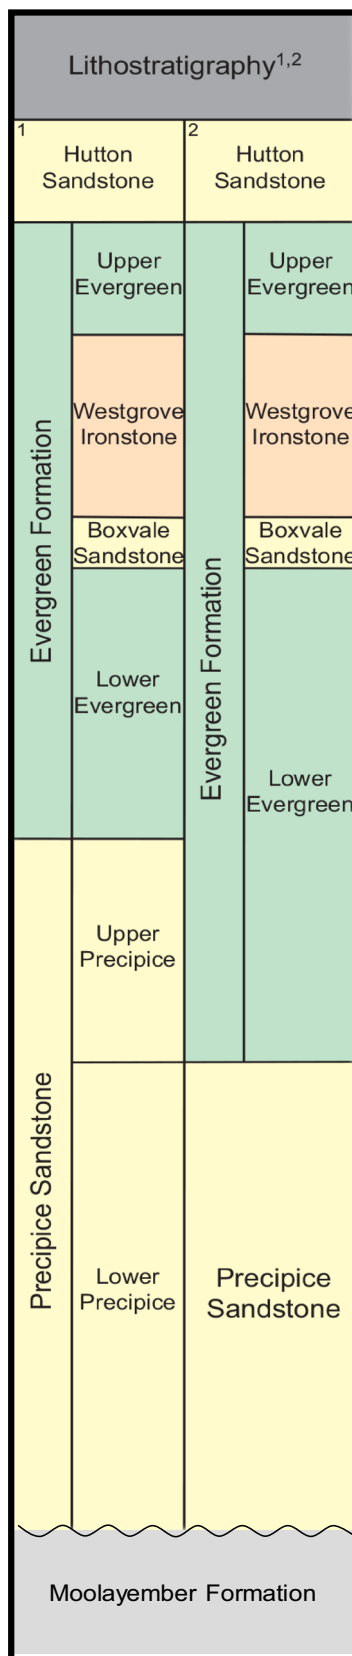 Lithostratigraphy1,2
1
Hutton
Sandstone
2
Hutton
Sandstone
Evergreen Formation
Upper
Evergreen
Westgrove
Ironstone
Boxvale
Sandstone
Lower
Evergreen
Evergreen Formation
Upper
Evergreen
Westgrove
Ironstone
Boxvale
Sandstone
Lower
Evergreen
Precipice Sandstone
Upper
Precipice
Lower
Precipice
Precipice
Sandstone
Moolayember Formation